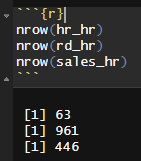 ```{r}
nrow(hr_hr)
nrow(rd_hr)
nrow(sales_hr)
```
[1] 63
[1] 961
[1] 446